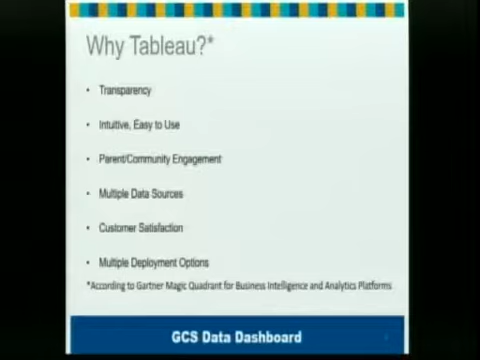 Why Tableau?*
• Transparency
• Intuitive, Easy to Use
• Parent/Community Engagement
• Multiple Data Sources
• Customer Satisfaction
• Multiple Deployment Options
*According to Gartner Magic Quadrant for Business Intelligence and Analytics Platforms
GCS Data Dashboard